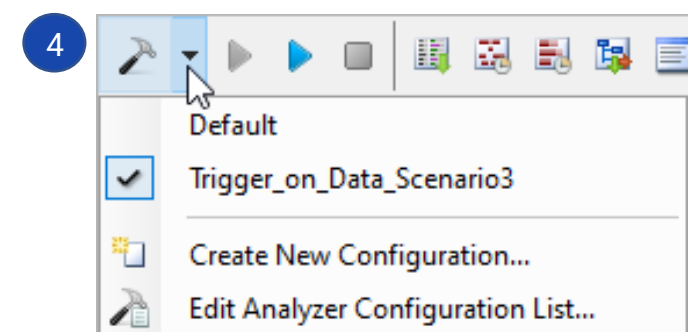 4
Default
Trigger_on_Data_Scenario3
Create New Configuration...
Edit Analyzer Configuration List...